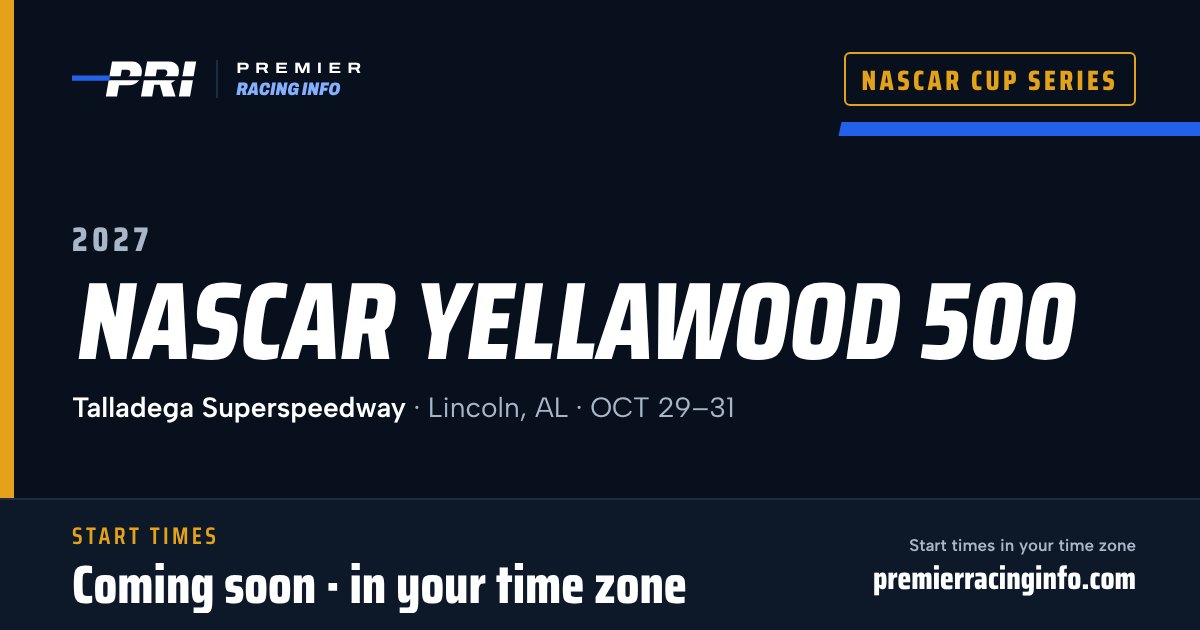 PRI
PREMIER
RACING INFO
NASCAR CUP SERIES
2027
NASCAR YELLAWOOD 500
Talladega Superspeedway · Lincoln, AL · OCT 29–31
START TIMES
Coming soon · in your time zone
Start times in your time zone
premierracinginfo.com